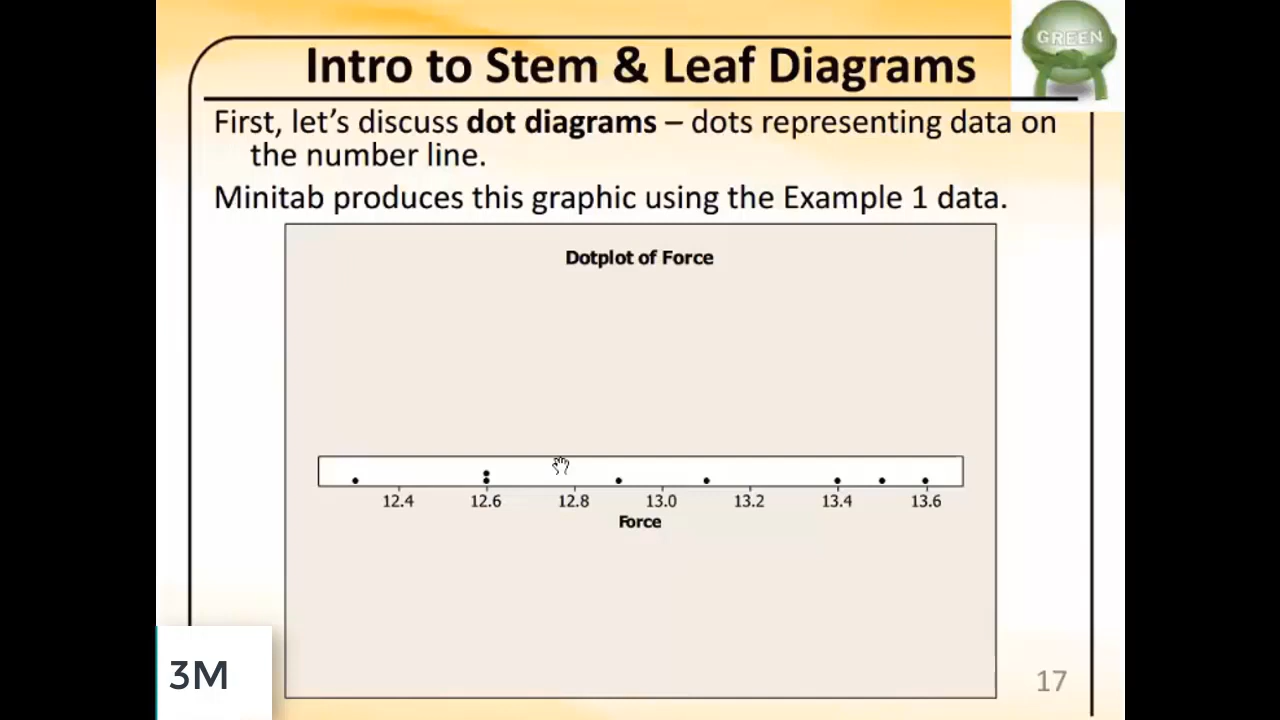 GREEN
Intro to Stem & Leaf Diagrams
First, let’s discuss dot diagrams – dots representing data on
the number line.
Minitab produces this graphic using the Example 1 data.
Dotplot of Force
12.4 12.6 12.8 13.0 13.2 13.4 13.6
Force
3M
17